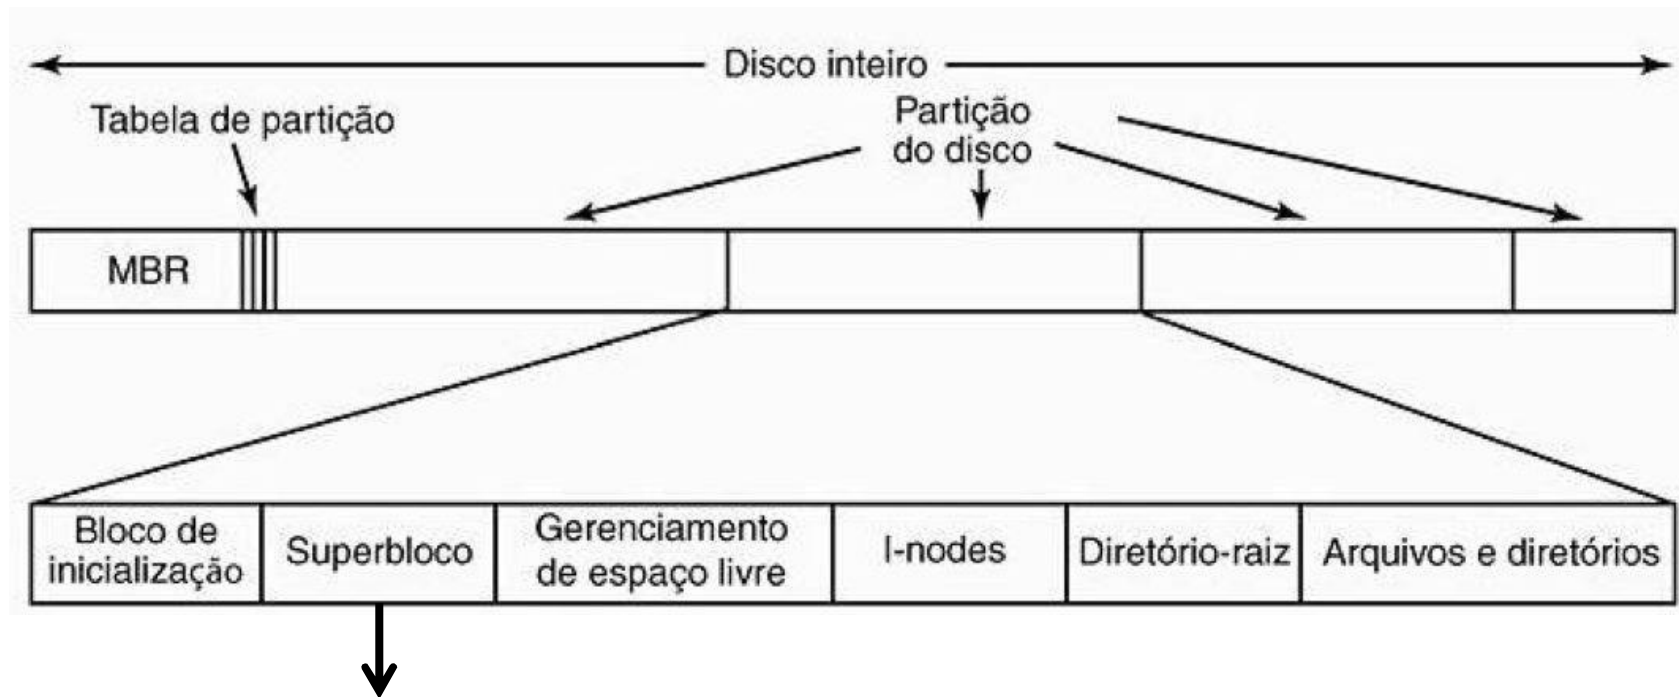 Disco inteiro
Tabela de partição
Partição
do disco
MBR
Bloco de
inicialização
Superbloco
Gerenciamento
de espaço livre
I-nodes
Diretório-raiz
Arquivos e diretórios